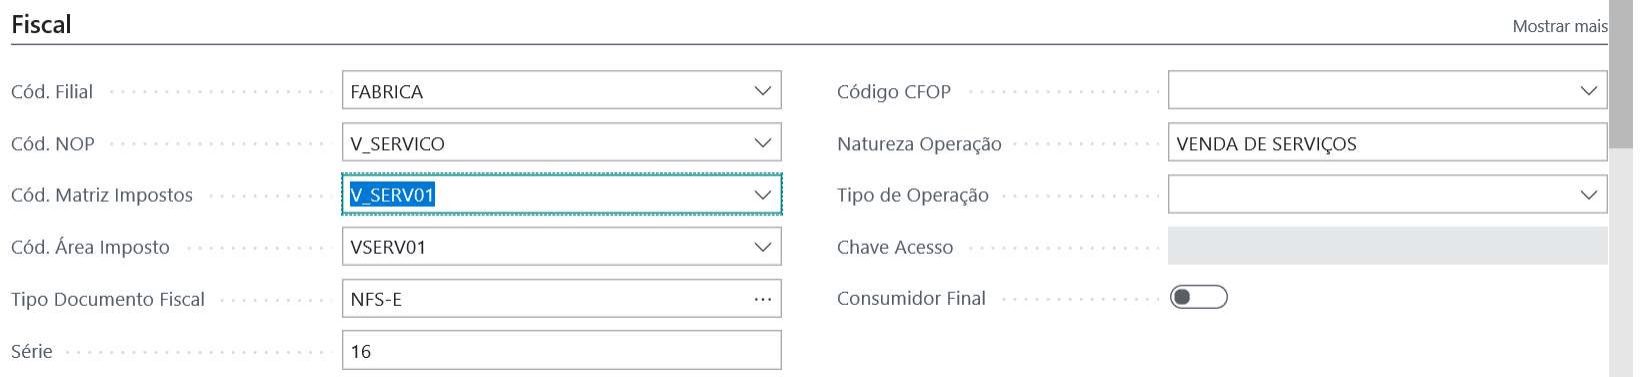 Fiscal
Mostrar mais
Cód. Filial
FABRICA
Código CFOP
Cód. NOP
V_SERVICO
Natureza Operação
VENDA DE SERVIÇOS
Cód. Matriz Impostos
V_SERV01
Tipo de Operação
Cód. Área Imposto
VSERV01
Chave Acesso
Tipo Documento Fiscal
NFS-E
Consumidor Final
Série
16